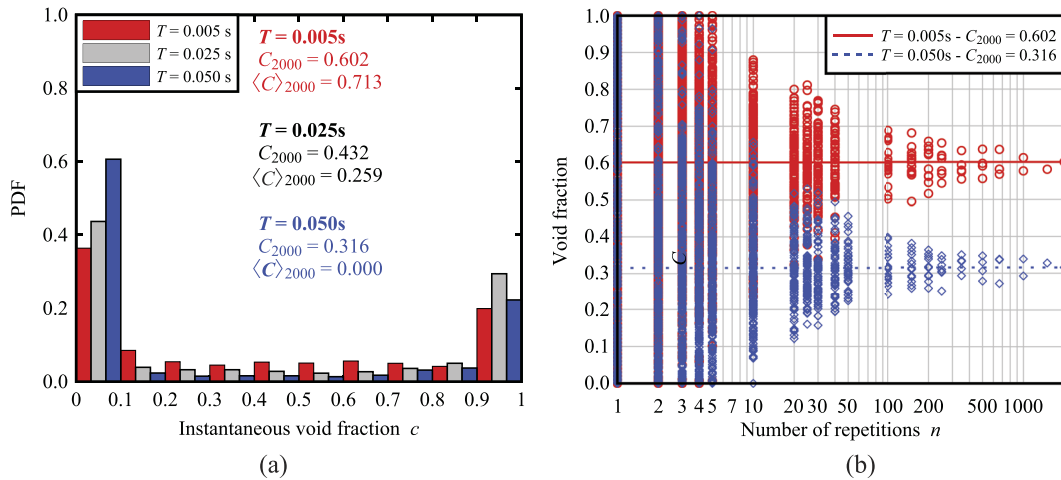 T = 0.005 s
T = 0.025 s
T = 0.050 s
T = 0.005s
C2000 = 0.602
⟨C⟩2000 = 0.713
T = 0.025s
C2000 = 0.432
⟨C⟩2000 = 0.259
T = 0.050s
C2000 = 0.316
⟨C⟩2000 = 0.000
1
0.8
0.6
0.4
0.2
0.0
PDF
0 0.1 0.2 0.3 0.4 0.5 0.6 0.7 0.8 0.9 1
Instantaneous void fraction c
(a)
T = 0.005s - C2000 = 0.602
T = 0.050s - C2000 = 0.316
1.0
0.9
0.8
0.7
0.6
0.5
0.4
0.3
0.2
0.1
0.0
Void fraction
C
1 2 3 4 5 7 10 20 30 50 100 200 500 1000
Number of repetitions n
(b)